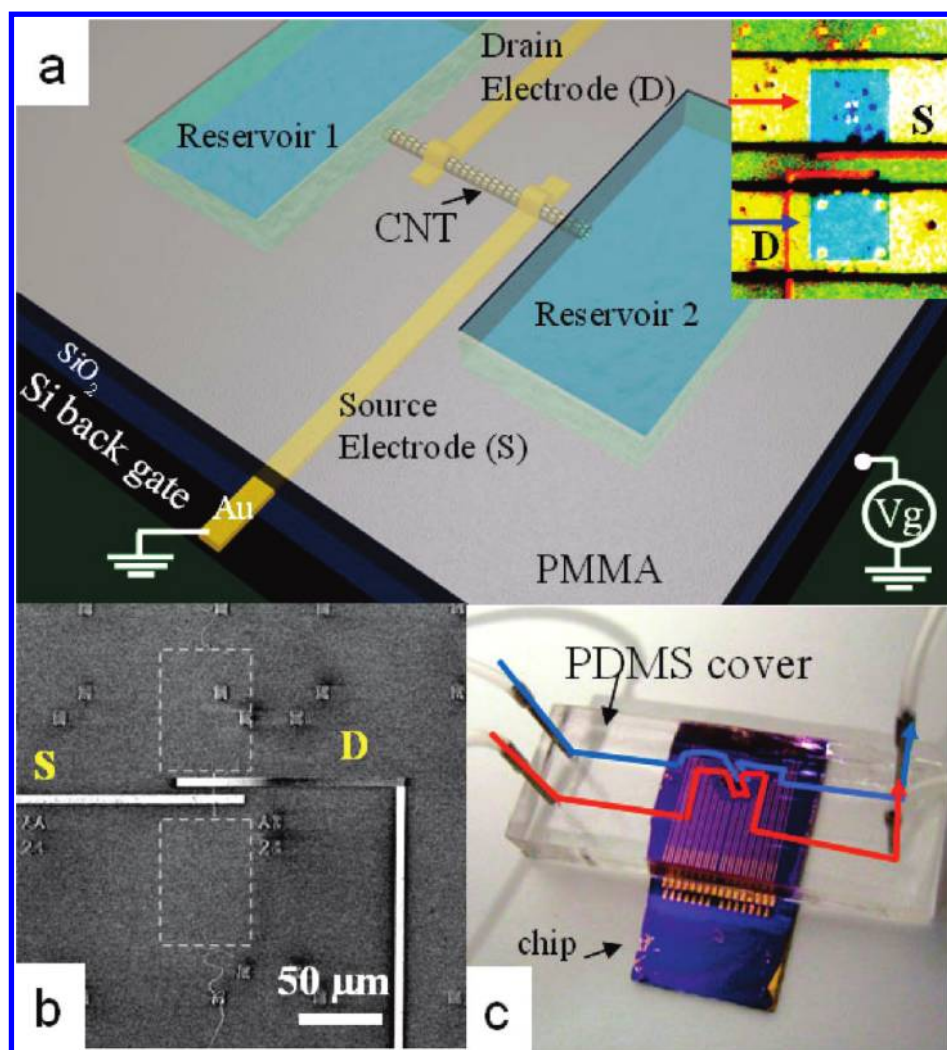 a
Drain
Electrode (D)
Reservoir 1
CNT
S
D
Reservoir 2
SiO2
Si back gate
Source
Electrode (S)
Au
Vg
PMMA
b
S
D
50 μm
c
PDMS cover
chip